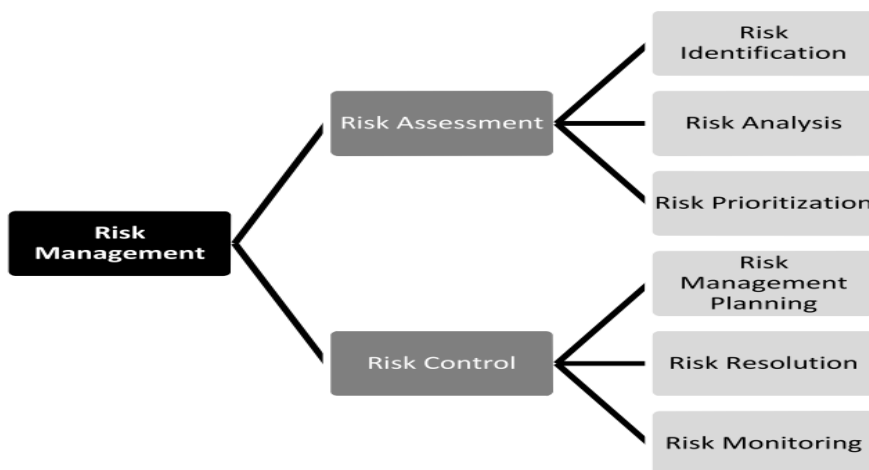 Risk
Identification
Risk Assessment
Risk Analysis
Risk Prioritization
Risk
Management
Risk
Management
Planning
Risk Control
Risk Resolution
Risk Monitoring